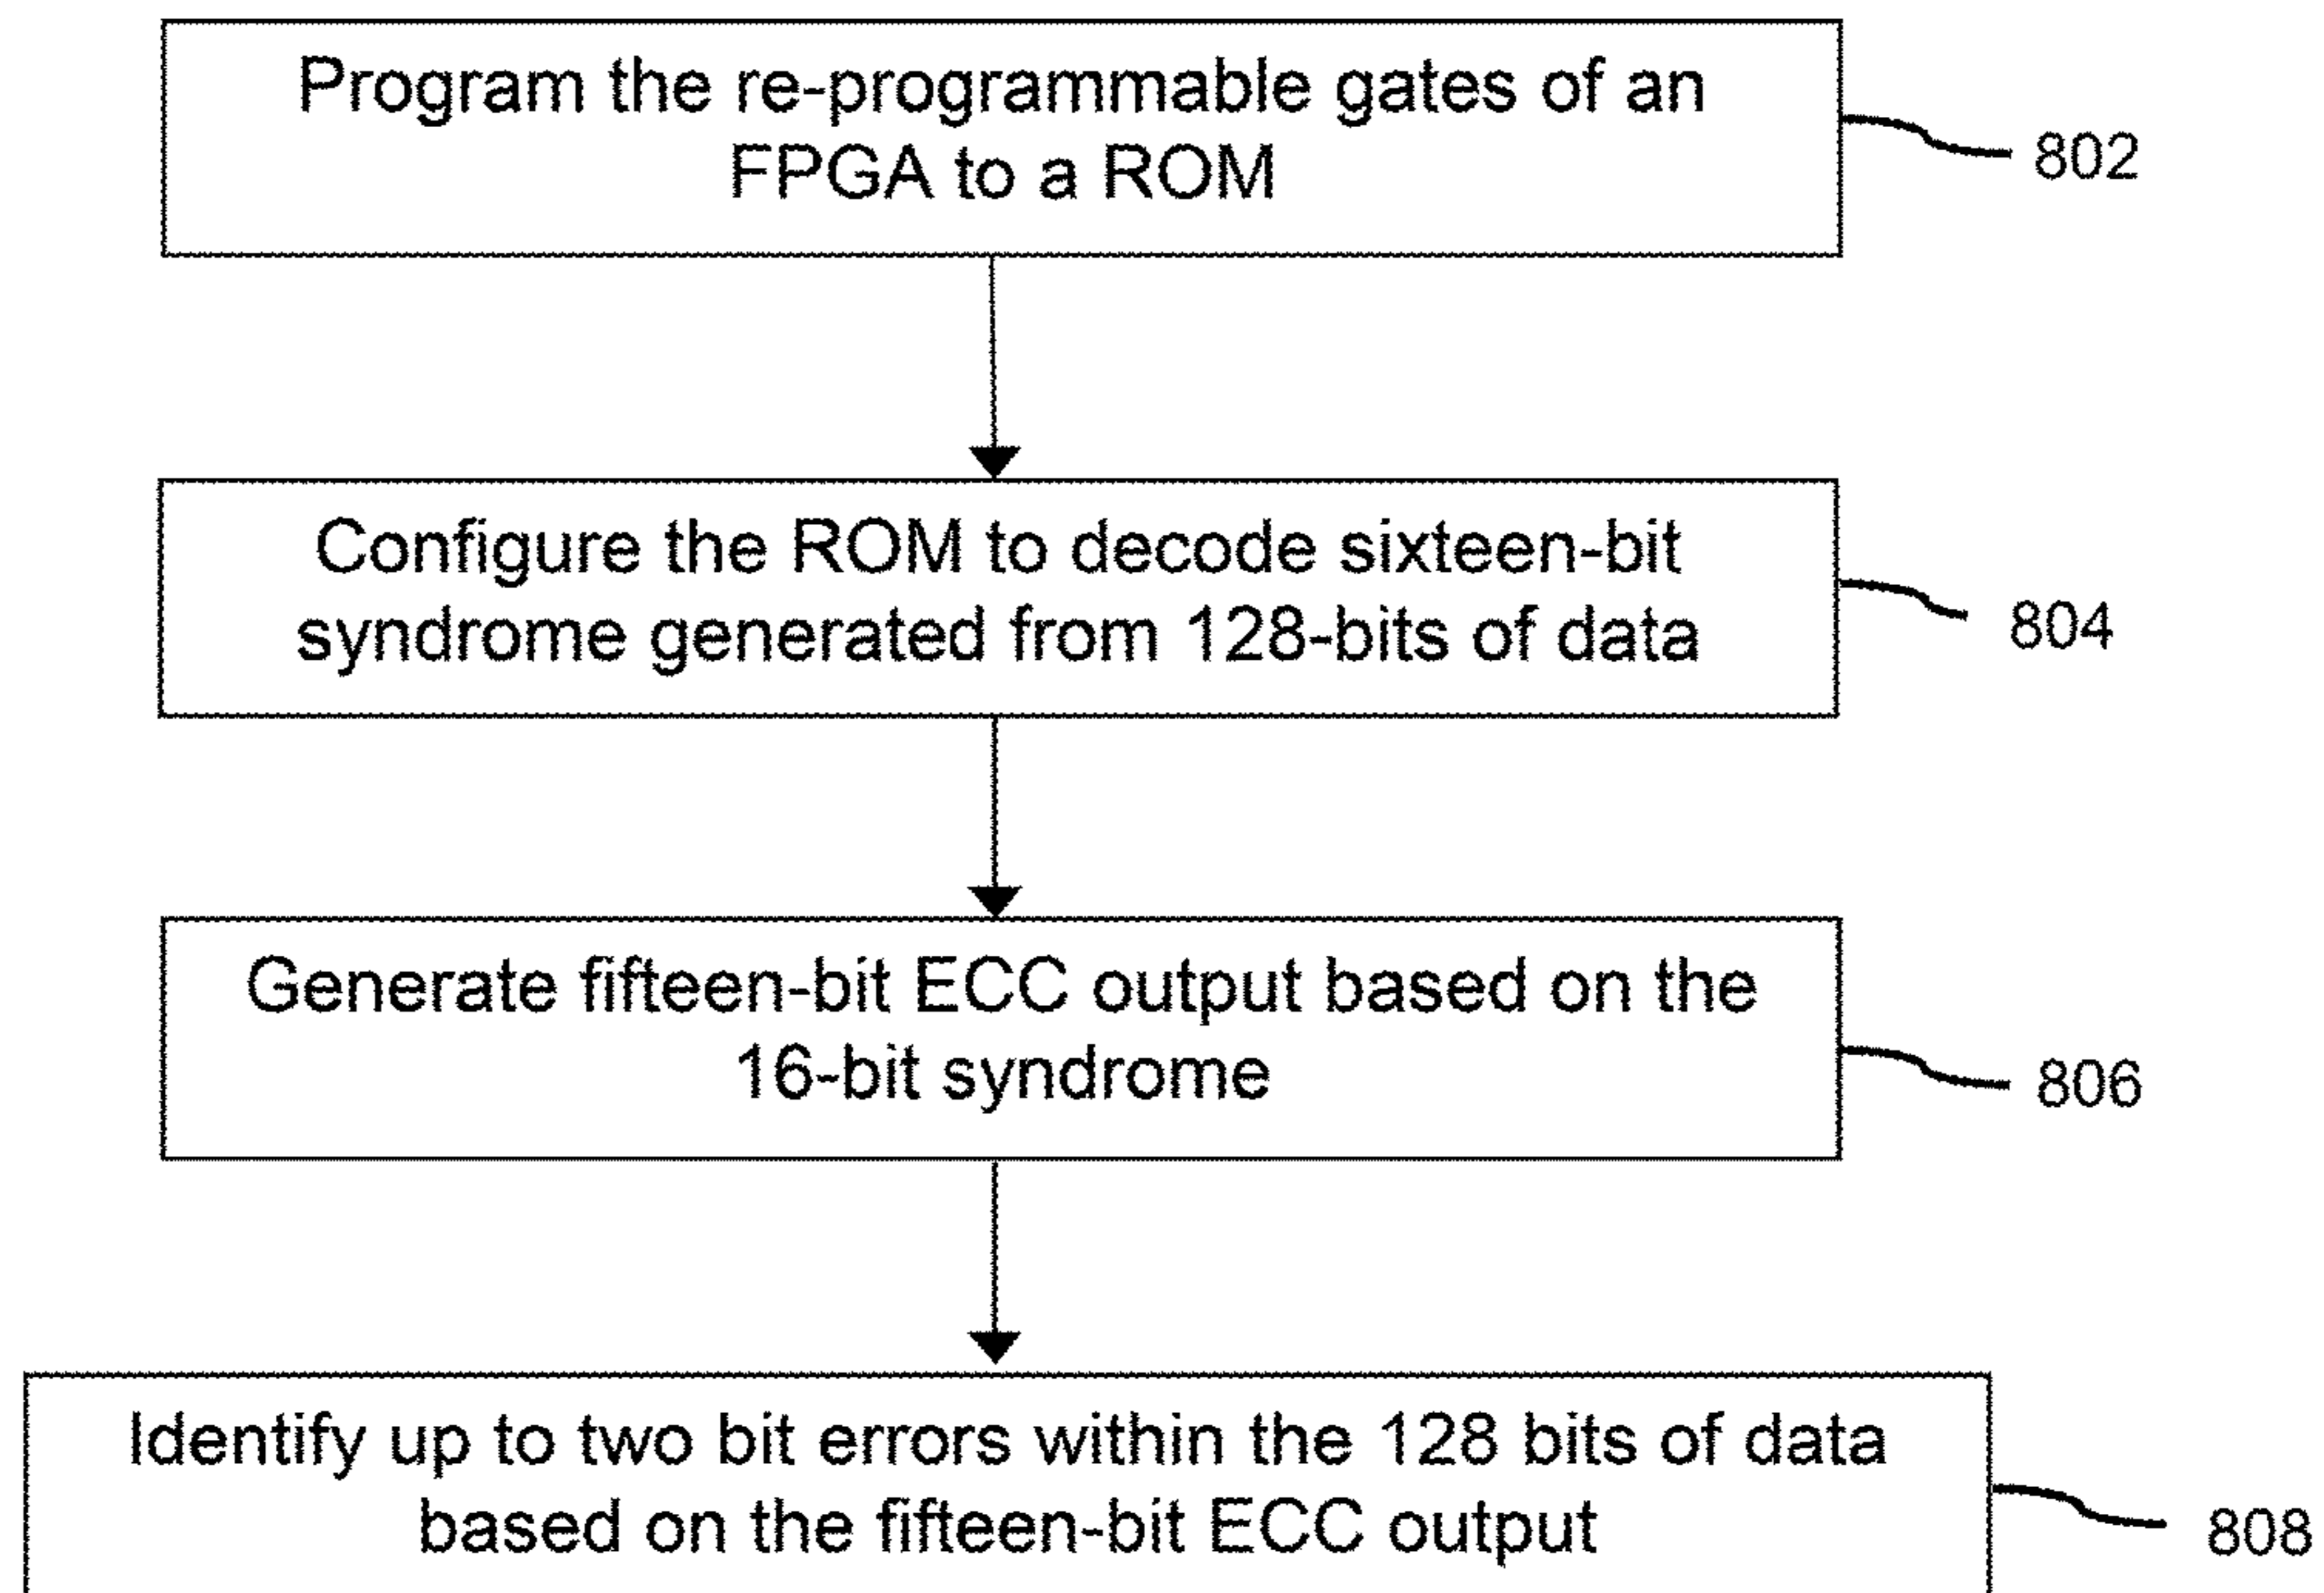 Program the re-programmable gates of an
FPGA to a ROM
802
Configure the ROM to decode sixteen-bit
syndrome generated from 128-bits of data
804
Generate fifteen-bit ECC output based on the
16-bit syndrome
806
Identify up to two bit errors within the 128 bits of data
based on the fifteen-bit ECC output
808